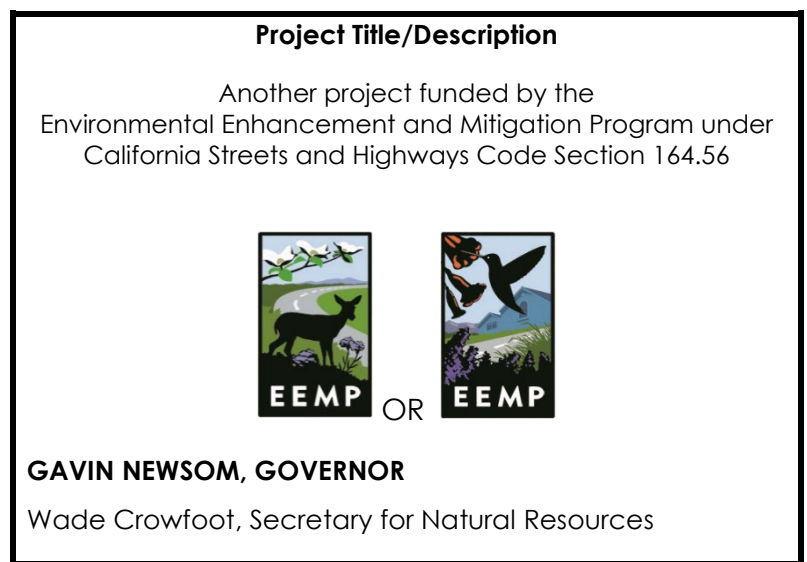 Project Title/Description
Another project funded by the
Environmental Enhancement and Mitigation Program under
California Streets and Highways Code Section 164.56
EEMP OR EEMP
GAVIN NEWSOM, GOVERNOR
Wade Crowfoot, Secretary for Natural Resources